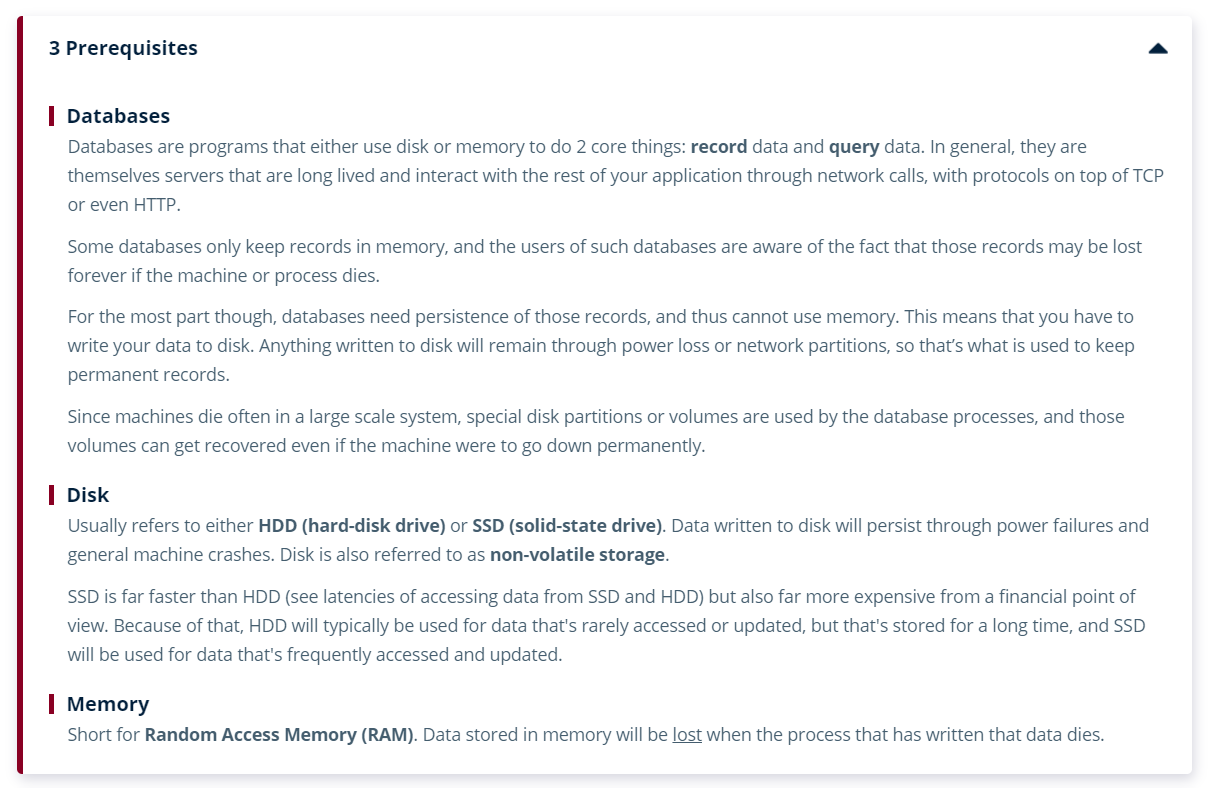 3 Prerequisites
Databases
Databases are programs that either use disk or memory to do 2 core things: record data and query data. In general, they are
themselves servers that are long lived and interact with the rest of your application through network calls, with protocols on top of TCP
or even HTTP.
Some databases only keep records in memory, and the users of such databases are aware of the fact that those records may be lost
forever if the machine or process dies.
For the most part though, databases need persistence of those records, and thus cannot use memory. This means that you have to
write your data to disk. Anything written to disk will remain through power loss or network partitions, so that’s what is used to keep
permanent records.
Since machines die often in a large scale system, special disk partitions or volumes are used by the database processes, and those
volumes can get recovered even if the machine were to go down permanently.
Disk
Usually refers to either HDD (hard-disk drive) or SSD (solid-state drive). Data written to disk will persist through power failures and
general machine crashes. Disk is also referred to as non-volatile storage.
SSD is far faster than HDD (see latencies of accessing data from SSD and HDD) but also far more expensive from a financial point of
view. Because of that, HDD will typically be used for data that's rarely accessed or updated, but that's stored for a long time, and SSD
will be used for data that's frequently accessed and updated.
Memory
Short for Random Access Memory (RAM). Data stored in memory will be lost when the process that has written that data dies.